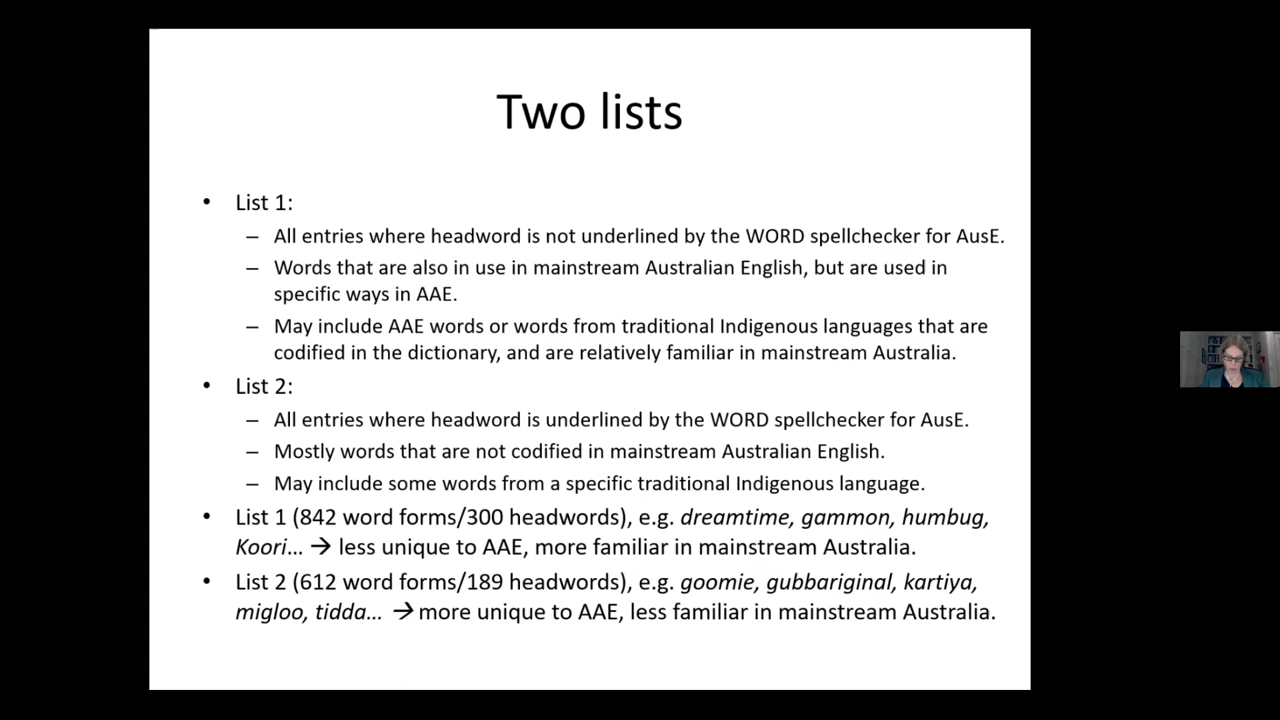 Two lists
• List 1:
– All entries where headword is not underlined by the WORD spellchecker for AusE.
– Words that are also in use in mainstream Australian English, but are used in
specific ways in AAE.
– May include AAE words or words from traditional Indigenous languages that are
codified in the dictionary, and are relatively familiar in mainstream Australia.
• List 2:
– All entries where headword is underlined by the WORD spellchecker for AusE.
– Mostly words that are not codified in mainstream Australian English.
– May include some words from a specific traditional Indigenous language.
• List 1 (842 word forms/300 headwords), e.g. dreamtime, gammon, humbug,
Koori… → less unique to AAE, more familiar in mainstream Australia.
• List 2 (612 word forms/189 headwords), e.g. goomie, gubbariginal, kartiya,
migloo, tidda… → more unique to AAE, less familiar in mainstream Australia.